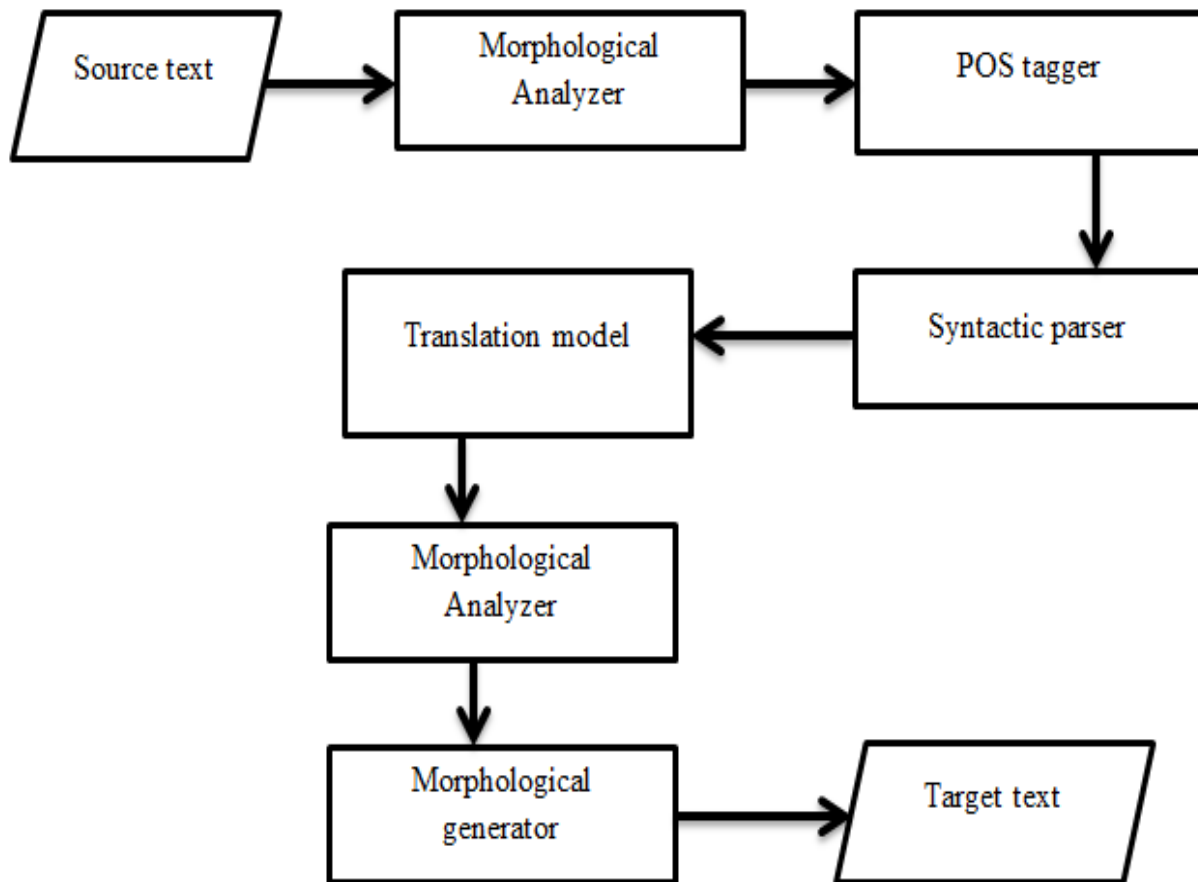 Source text
Morphological
Analyzer
POS tagger
Syntactic parser
Translation model
Morphological
Analyzer
Morphological
generator
Target text